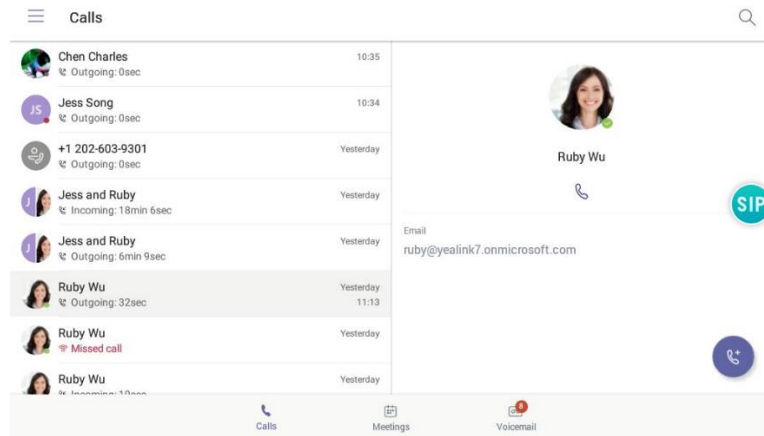 Calls
Chen Charles
10:35
Outgoing: 0sec
JS
Jess Song
10:34
Outgoing: 0sec
+1 202-603-9301
Yesterday
Outgoing: 0sec
J
Jess and Ruby
Yesterday
Incoming: 18min 6sec
J
Jess and Ruby
Yesterday
Outgoing: 6min 9sec
Ruby Wu
Yesterday
Outgoing: 32sec
11:13
Ruby Wu
Yesterday
Missed call
Ruby Wu
Yesterday
Ruby Wu
SIP
Email
ruby@yealink7.onmicrosoft.com
Calls
Meetings
8
Voicemail